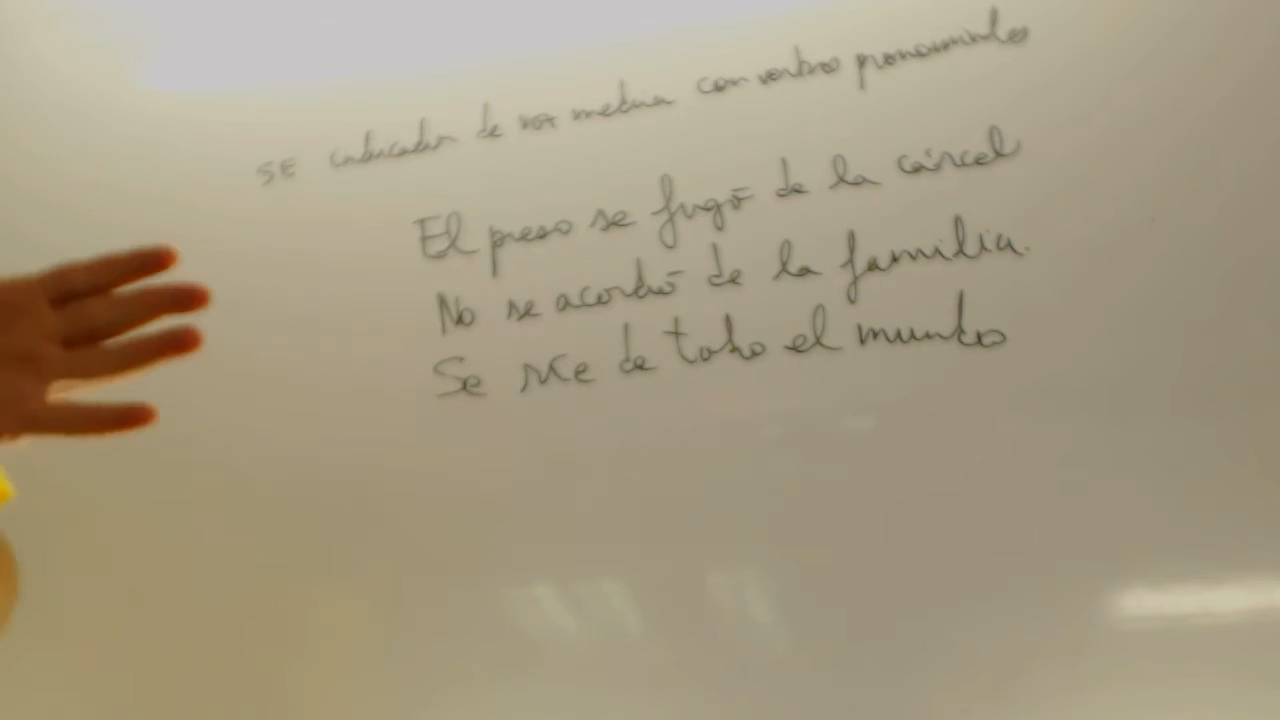 SE indicador de voz media con verbos pronominales
El preso se fugó de la cárcel
No se acordó de la familia.
Se ríe de todo el mundo